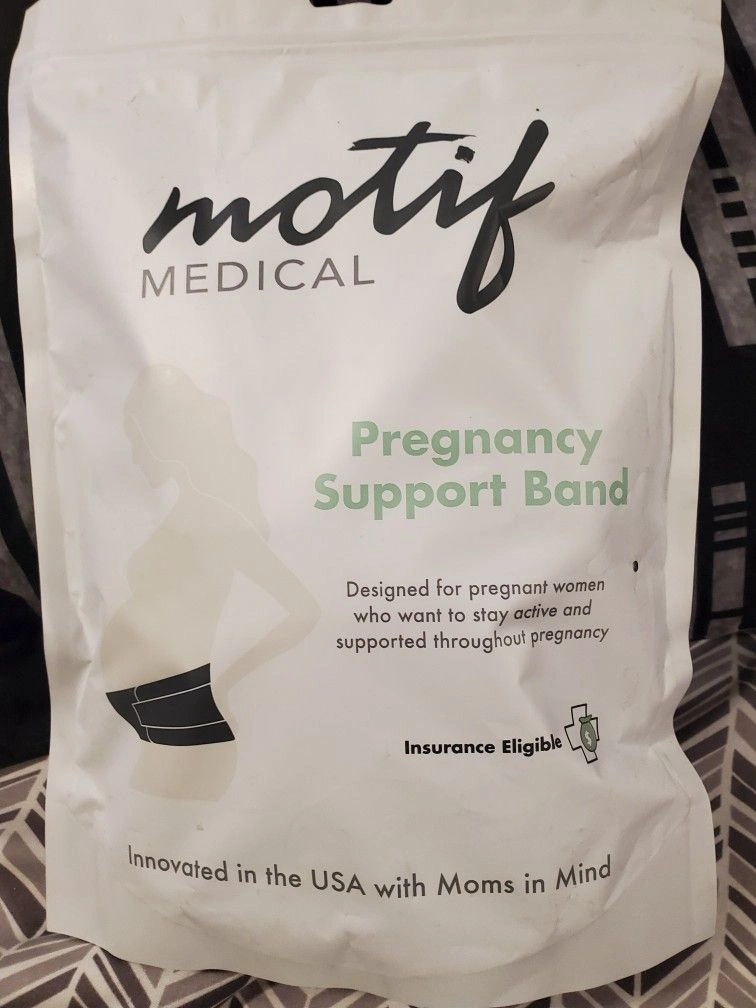 motif
MEDICAL
Pregnancy
Support Band
Designed for pregnant women
who want to stay active and
supported throughout pregnancy
Insurance Eligible
$
Innovated in the USA with Moms in Mind